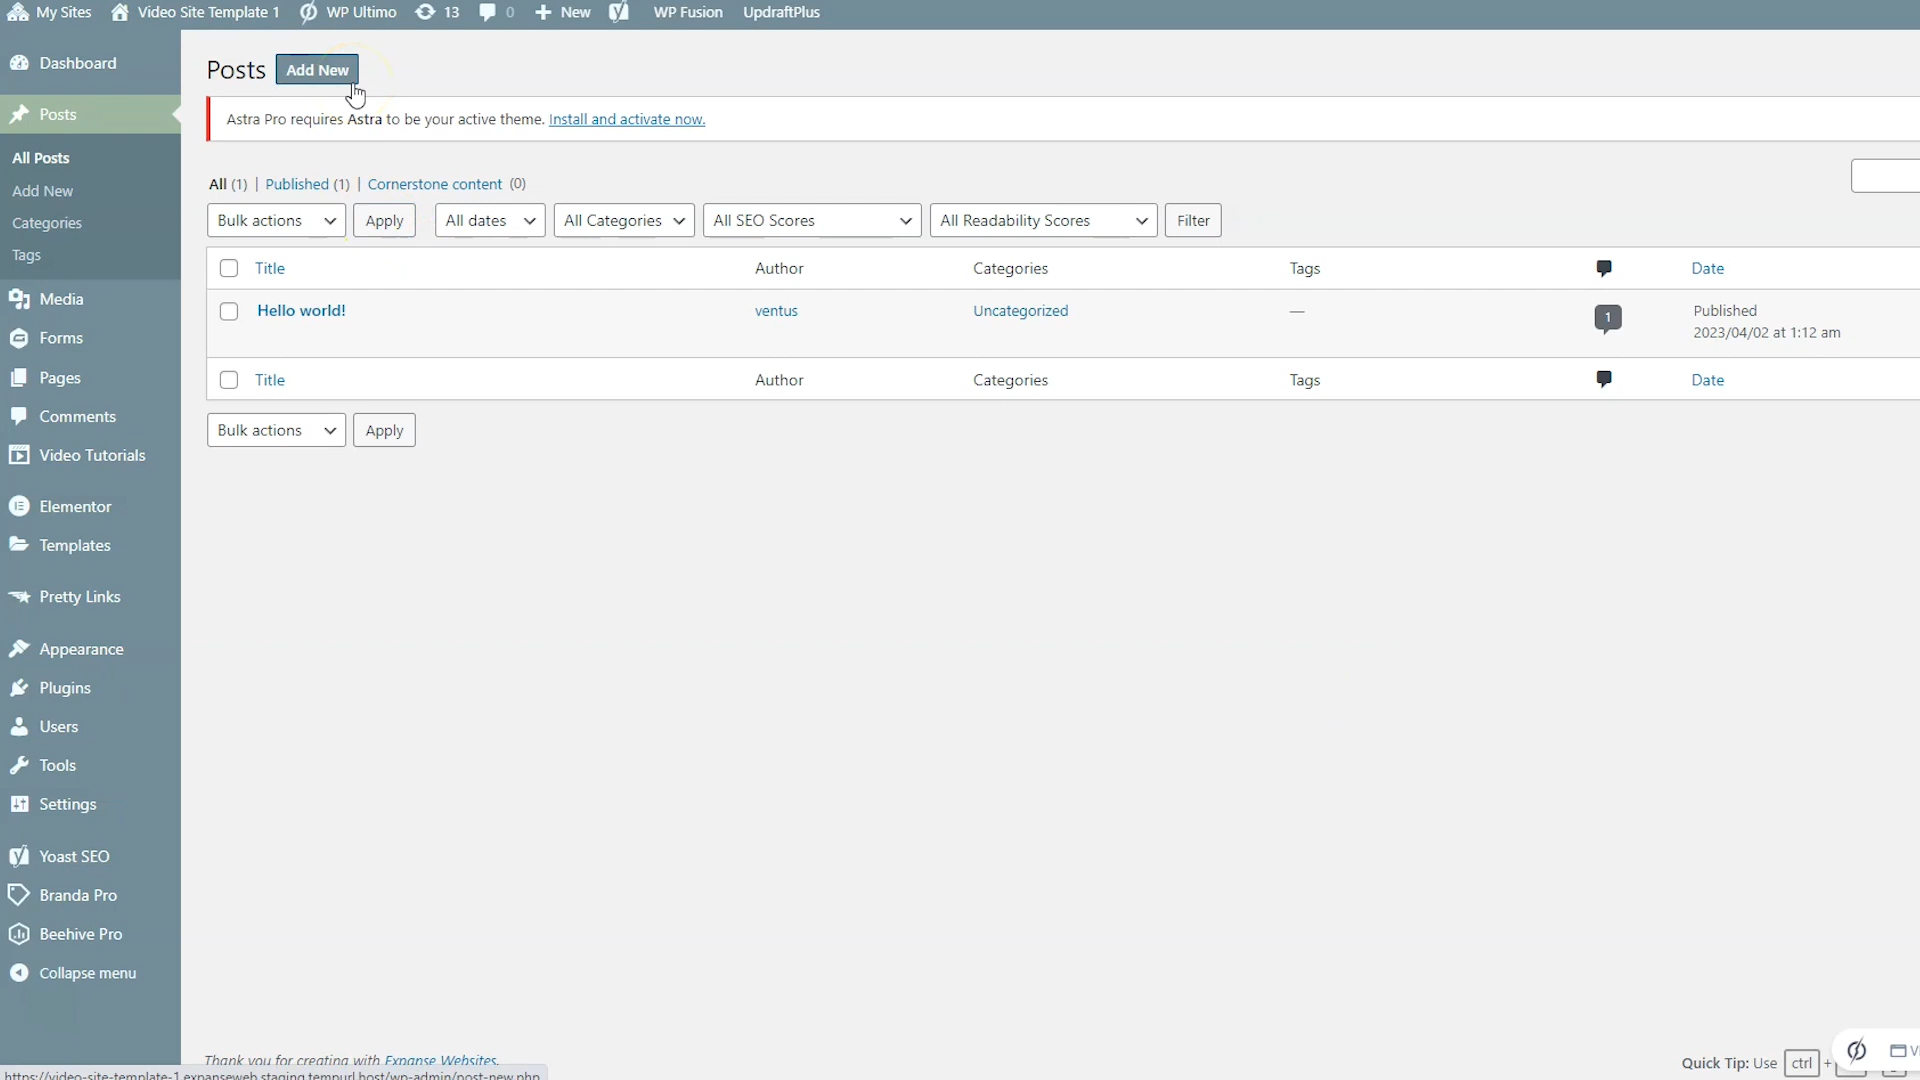 My Sites Video Site Template 1 WP Ultimo 13 0 New WP Fusion UpdraftPlus
Dashboard
Posts
All Posts
Add New
Categories
Tags
Media
Forms
Pages
Comments
Video Tutorials
Elementor
Templates
Pretty Links
Appearance
Plugins
Users
Tools
Settings
Yoast SEO
Branda Pro
Beehive Pro
Collapse menu
Posts Add New
Astra Pro requires Astra to be your active theme. Install and activate now.
All (1) | Published (1) | Cornerstone content (0)
Bulk actions Apply All dates All Categories All SEO Scores All Readability Scores Filter
Title Author Categories Tags Date
Hello world! ventus Uncategorized — 1 Published
2023/04/02 at 1:12 am
Title Author Categories Tags Date
Bulk actions Apply
Thank you for creating with Expanse Websites.
Quick Tip: Use ctrl +
https://video-site-template-1.expanseweb.staging.tempurl.host/wp-admin/post-new.php